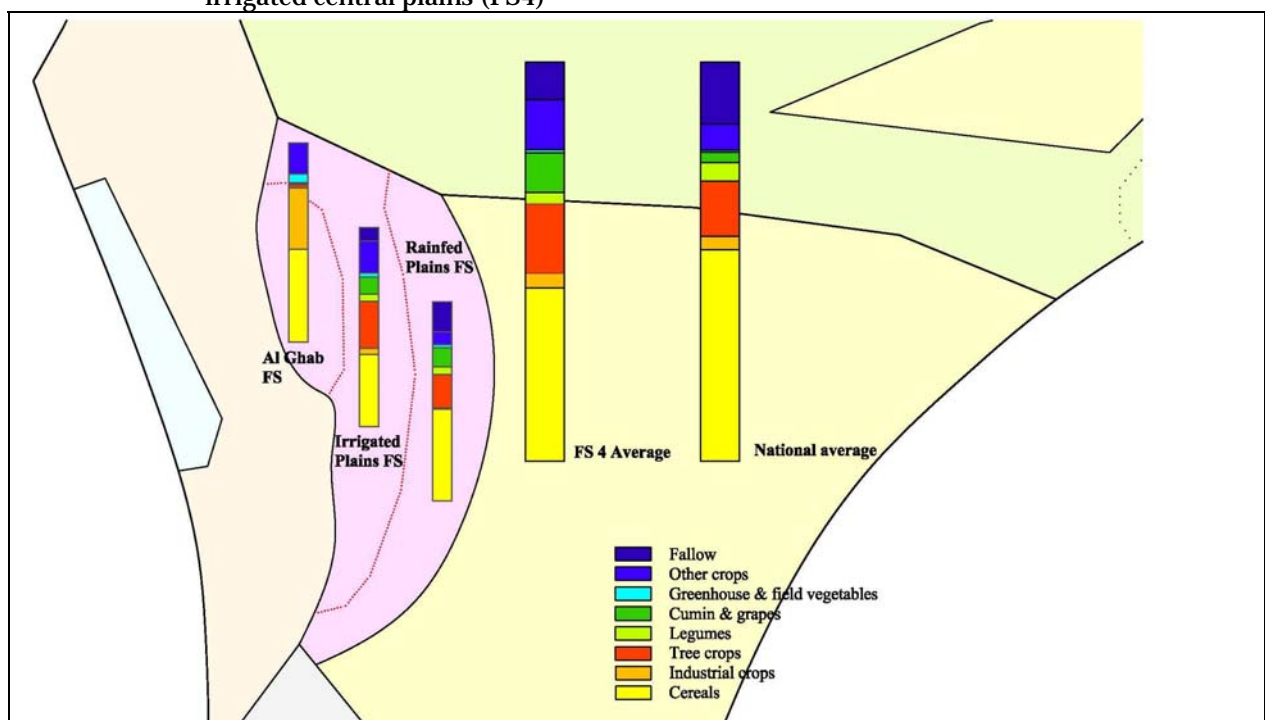 irrigated central plains (FS4)
Rainfed
Plains FS
Al Ghab
FS
Irrigated
Plains FS
FS 4 Average
National average
Fallow
Other crops
Greenhouse & field vegetables
Cumin & grapes
Legumes
Tree crops
Industrial crops
Cereals